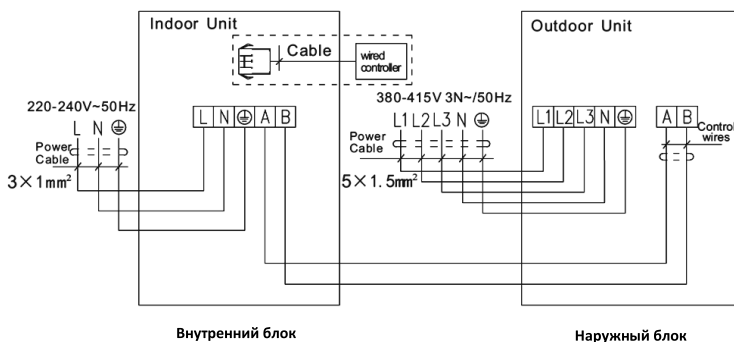 Indoor Unit
Cable
wired
controller
220-240V~50Hz
L N
Power
Cable
3×1mm²
L N A B
380-415V 3N~/50Hz
L1 L2 L3 N
Power
Cable
5×1.5mm²
Outdoor Unit
L1 L2 L3 N
A B
Control
wires
Внутренний блок
Наружный блок